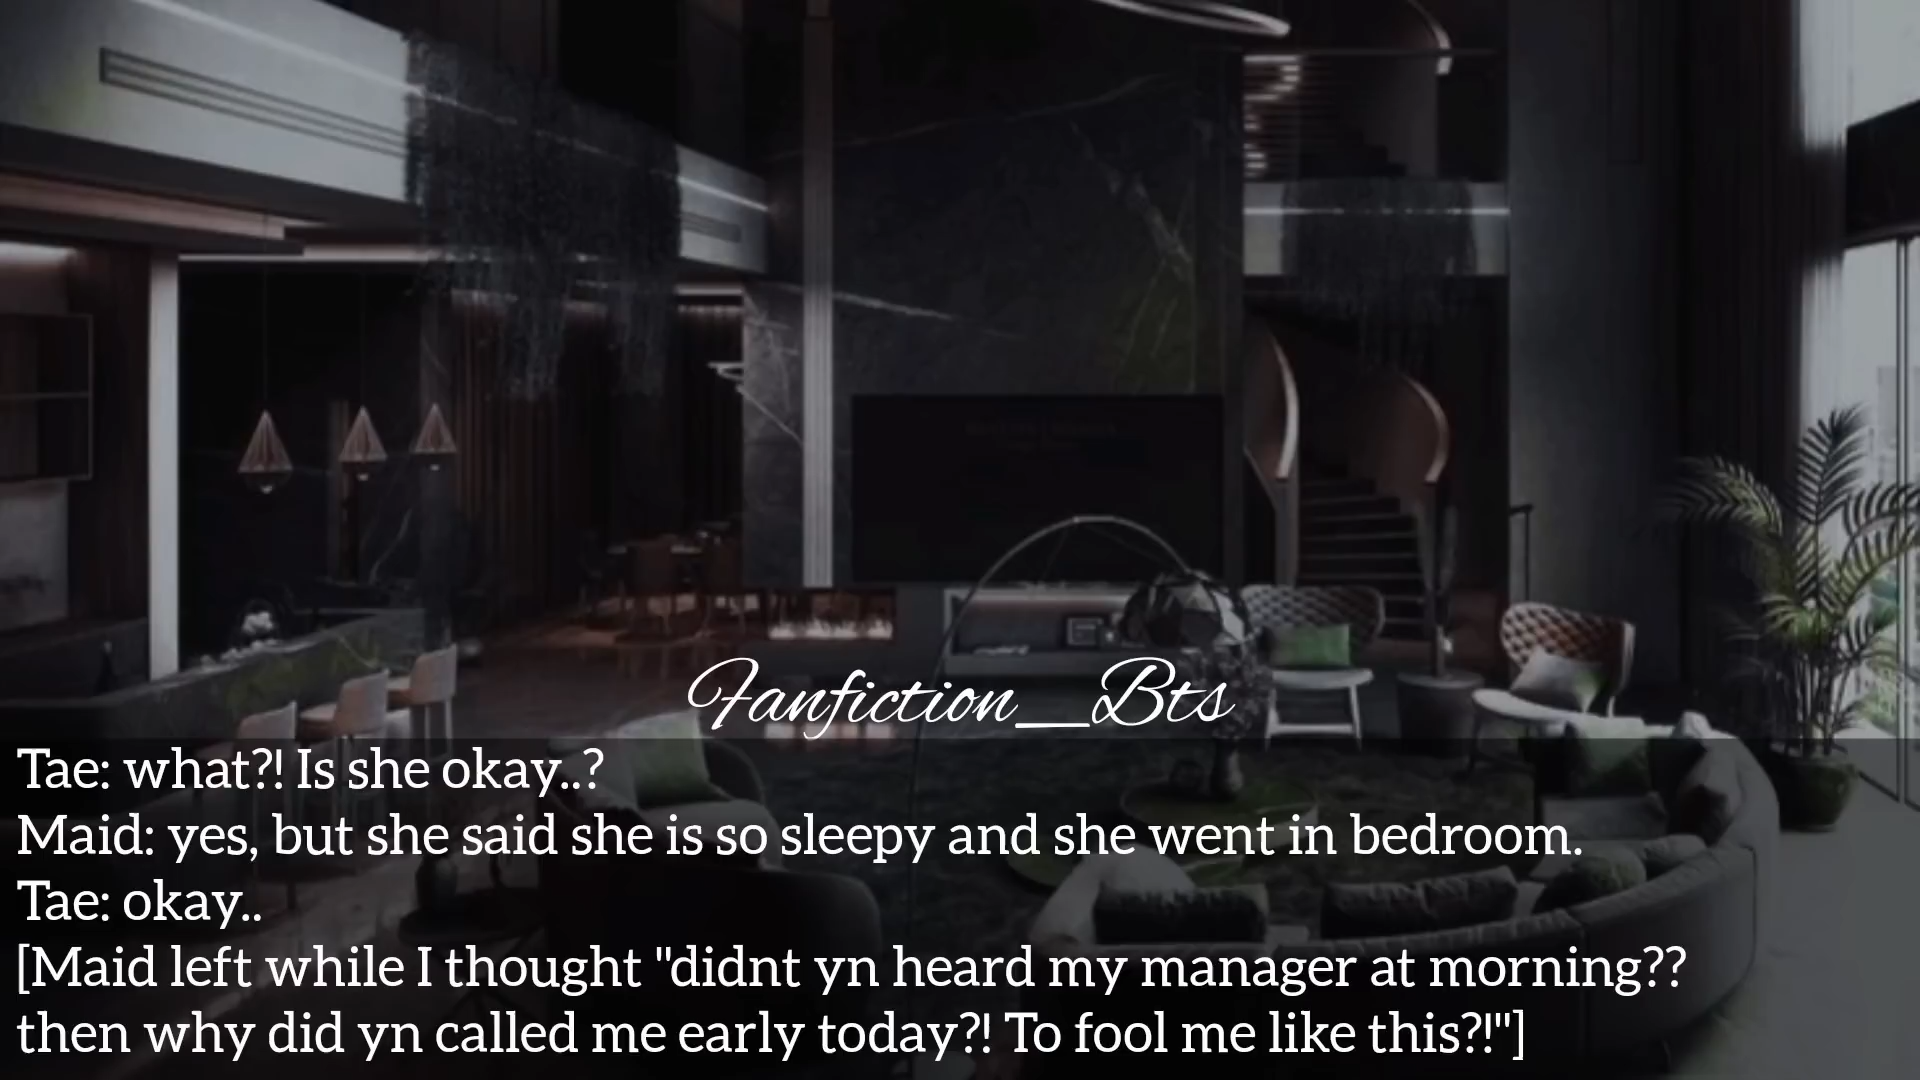 Fanfiction__Bts
Tae: what?! Is she okay..?
Maid: yes, but she said she is so sleepy and she went in bedroom.
Tae: okay..
[Maid left while I thought "didnt yn heard my manager at morning??
then why did yn called me early today?! To fool me like this?!"]